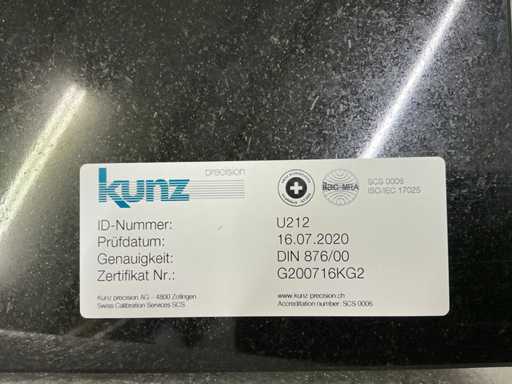 precision
kunz
ilac-MRA
SCS 0006
ISO/IEC 17025
ID-Nummer: U212
Prüfdatum: 16.07.2020
Genauigkeit: DIN 876/00
Zertifikat Nr.: G200716KG2
Kunz precision AG - 4800 Zofingen
Swiss Calibration Services SCS
www.kunz precision.ch
Accreditation number: SCS 0006